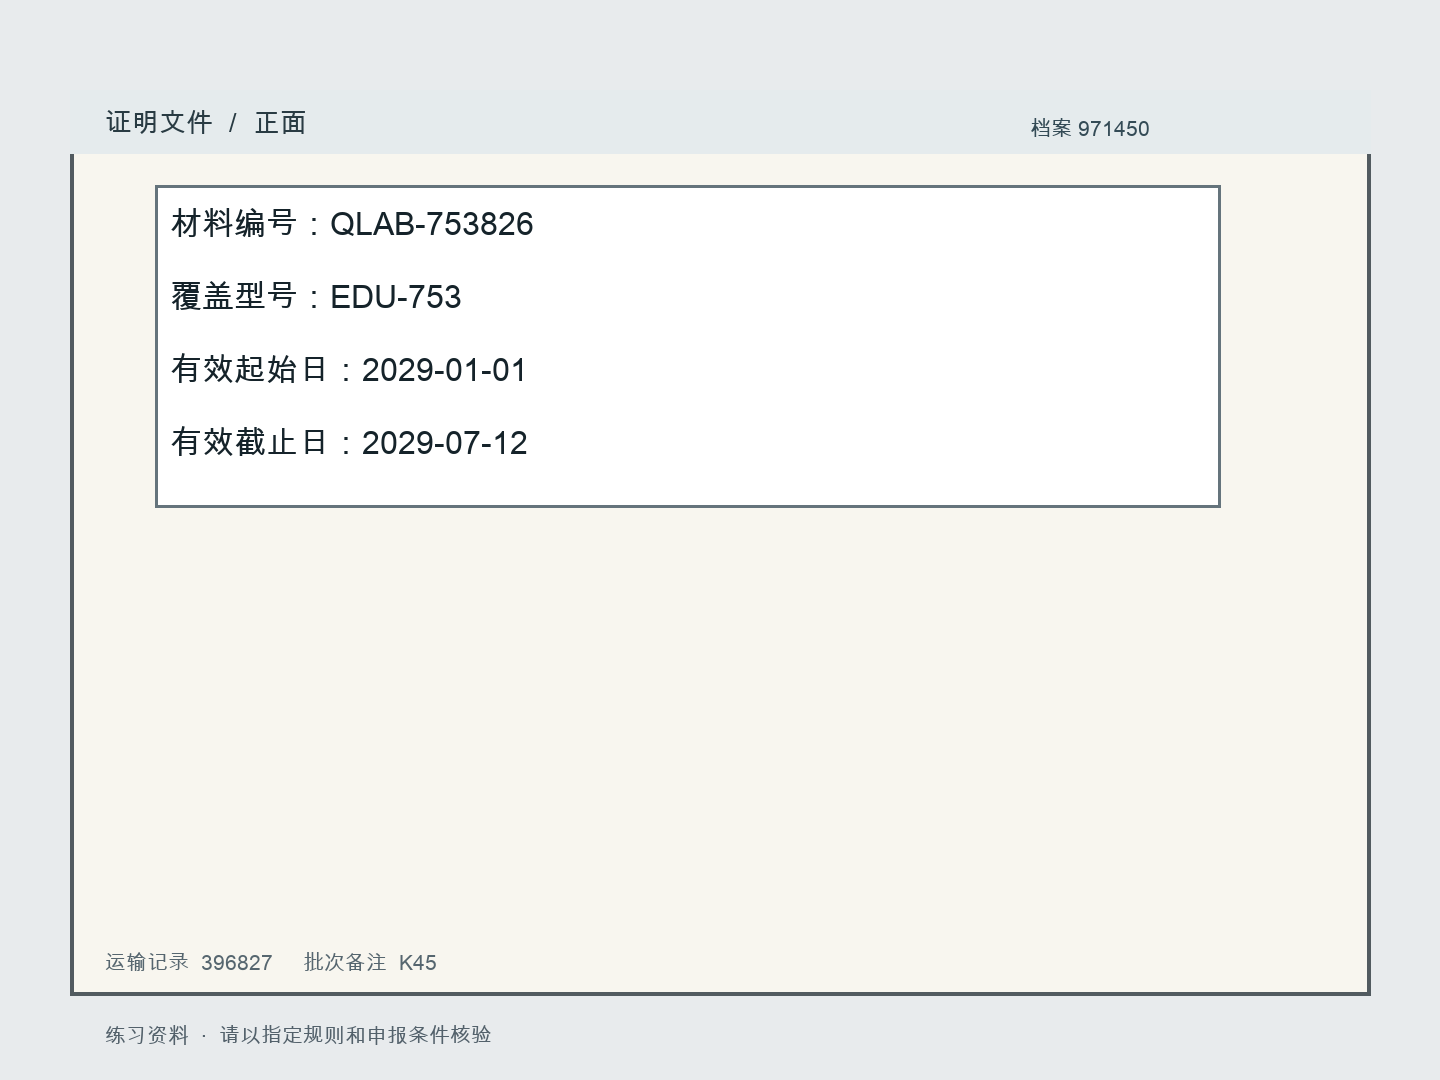 证明文件 / 正面
档案 971450
材料编号：QLAB-753826
覆盖型号：EDU-753
有效起始日：2029-01-01
有效截止日：2029-07-12
运输记录 396827 批次备注 K45
练习资料 · 请以指定规则和申报条件核验